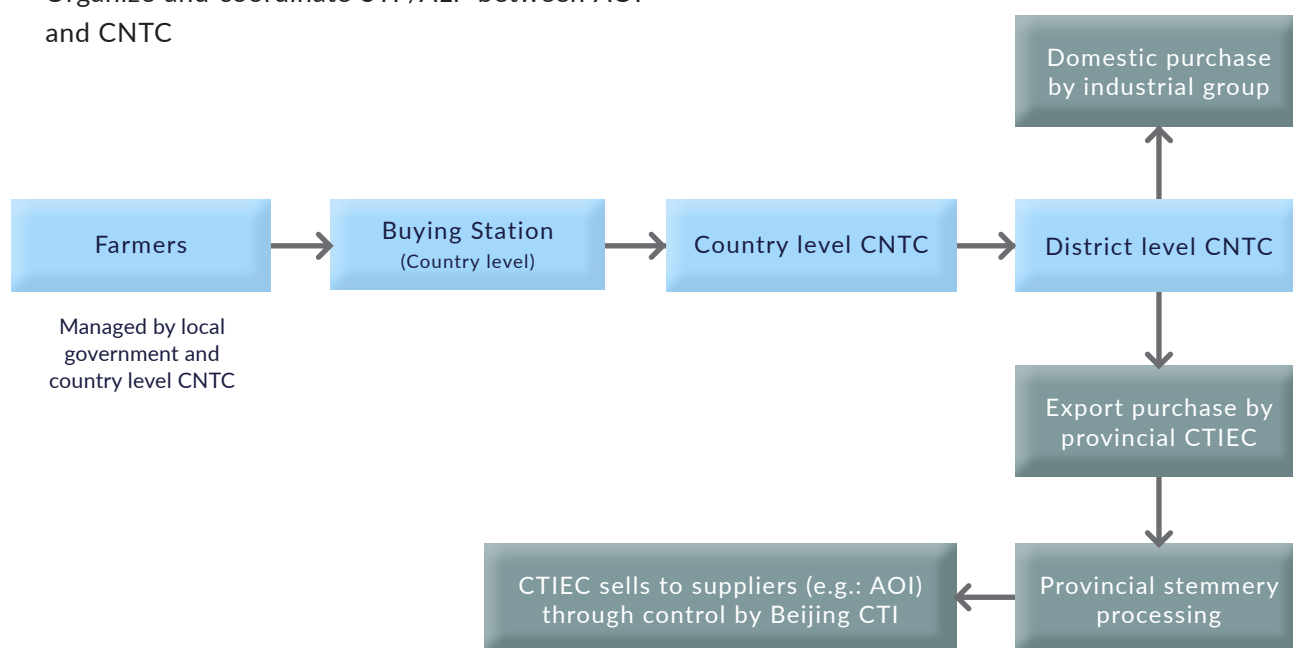 and CNTC
Domestic purchase
by industrial group
Farmers
Buying Station
(Country level)
Country level CNTC
District level CNTC
Managed by local
government and
country level CNTC
Export purchase by
provincial CTIEC
CTIEC sells to suppliers (e.g.: AOI)
through control by Beijing CTI
Provincial stemmery
processing